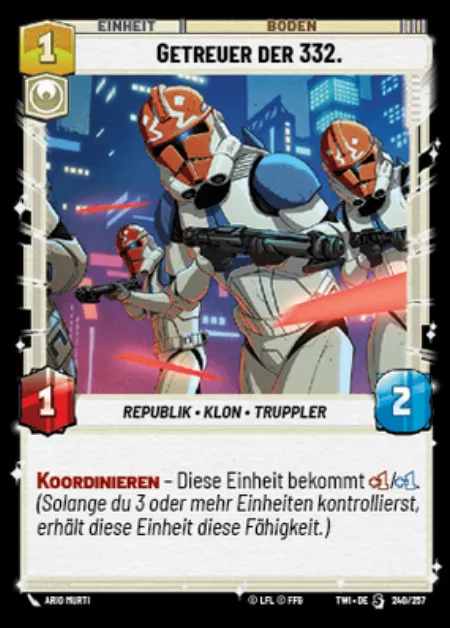 EINHEIT BODEN
1 GETREUER DER 332.
1 REPUBLIK • KLON • TRUPPLER 2
KOORDINIEREN – Diese Einheit bekommt +1/+1.
(Solange du 3 oder mehr Einheiten kontrollierst,
erhält diese Einheit diese Fähigkeit.)
ARIO MURTI © LFL © FFG TWI • DE S 240/257